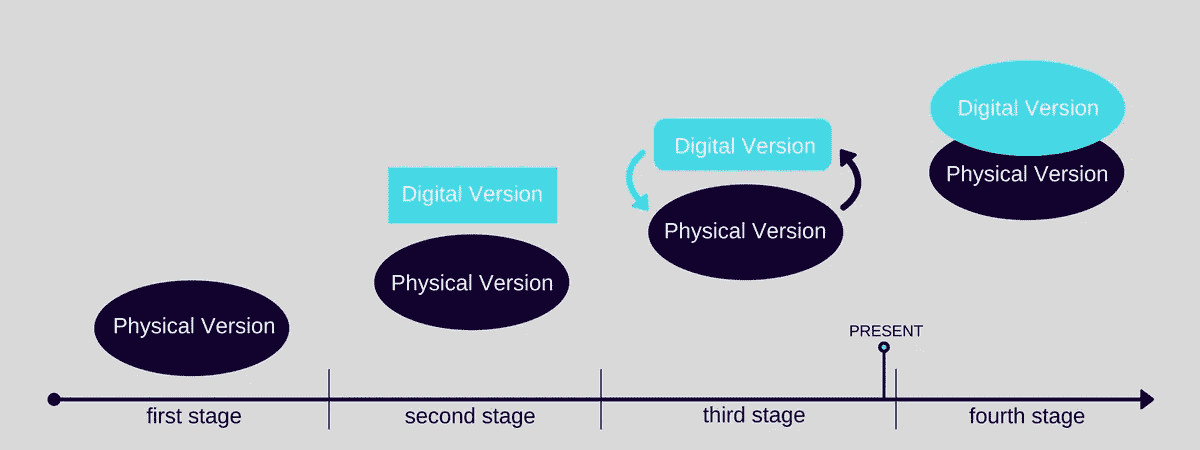 Physical Version
first stage
Digital Version
Physical Version
second stage
Digital Version
Physical Version
third stage
PRESENT
Digital Version
Physical Version
fourth stage